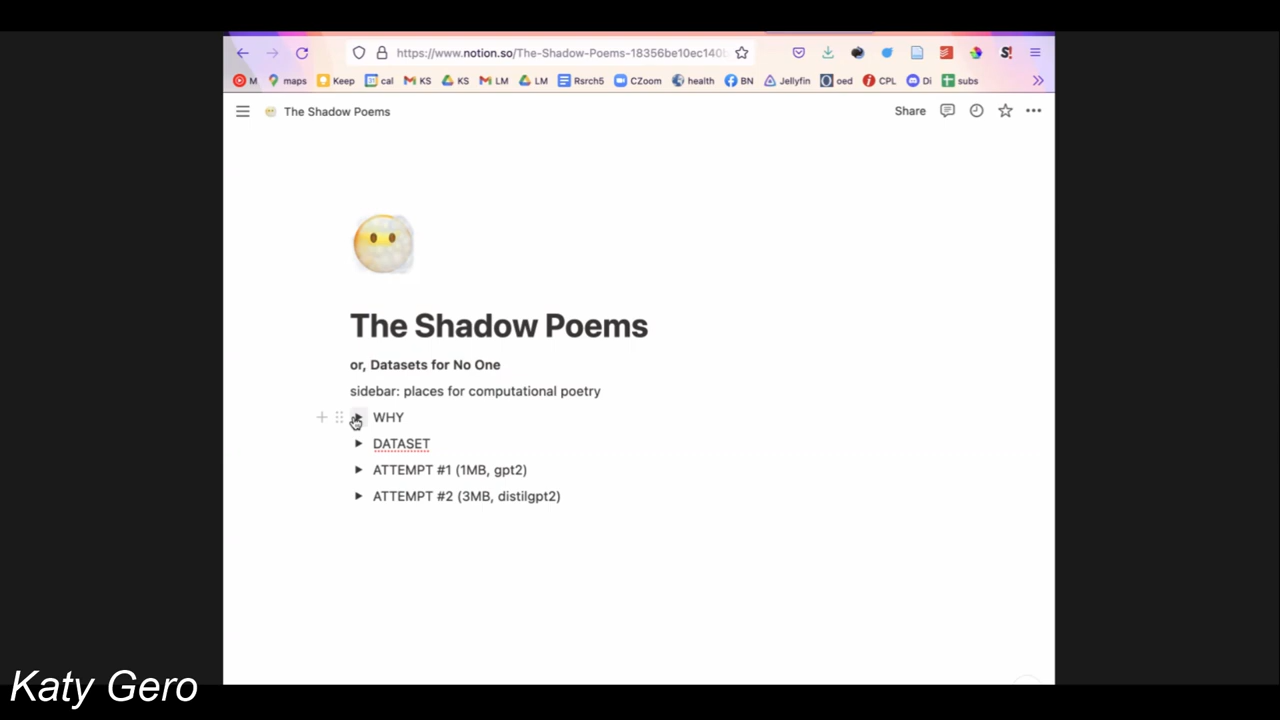 https://www.notion.so/The-Shadow-Poems-18356be10ec140
M maps Keep cal KS KS LM LM Rsrch5 CZoom health BN Jellyfin oed CPL Di subs
The Shadow Poems
Share
The Shadow Poems
or, Datasets for No One
sidebar: places for computational poetry
WHY
DATASET
ATTEMPT #1 (1MB, gpt2)
ATTEMPT #2 (3MB, distilgpt2)
Katy Gero